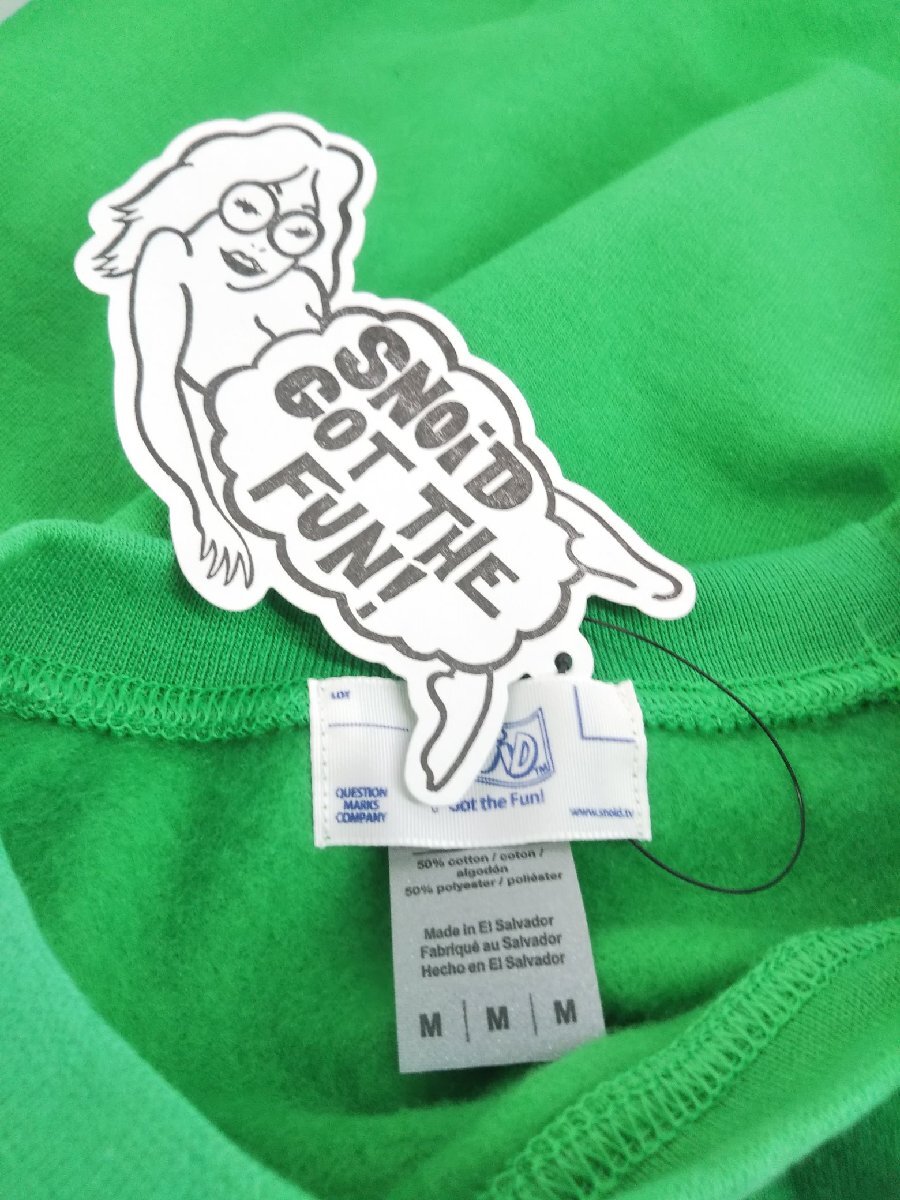 SNOiD
GOT THE
FUN!
LOT
QUESTION
MARKS
COMPANY
Got the Fun!
www.snoid.tv
50% cotton / coton /
algodón
50% polyester / poliéster
Made in El Salvador
Fabriqué au Salvador
Hecho en El Salvador
M | M | M